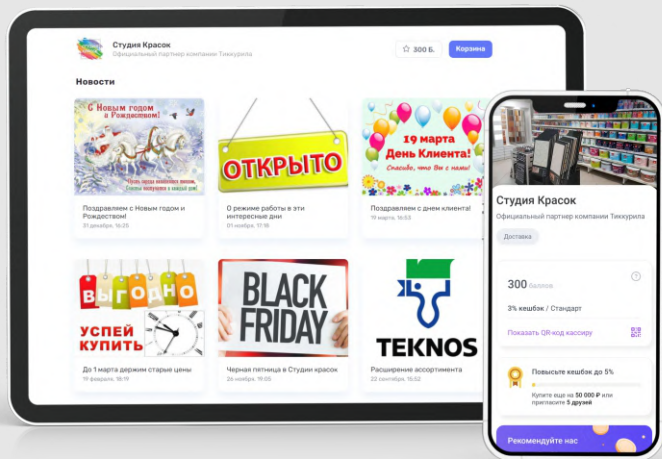 Студия Красок
Официальный партнер компании Тиккурила
300 Б.
Корзина
Новости
С Новым годом
и Рождеством!
Поздравляем с Новым годом и
Рождеством!
31 декабря, 16:25
ОТКРЫТО
О режиме работы в эти
интересные дни
01 ноября, 17:18
19 марта
День Клиента!
Спасибо, что Вы с нами!
Поздравляем с днем клиента!
19 марта, 16:53
ВЫГОДНО
УСПЕЙ
КУПИТЬ
До 1 марта держим старые цены
19 февраля, 18:19
BLACK
FRIDAY
Черная пятница в Студии красок
26 ноября, 19:55
TEKNOS
Расширение ассортимента
22 сентября, 15:52
Студия Красок
Официальный партнер компании Тиккурила
Доставка
300 баллов
?
3% кешбэк / Стандарт
Показать QR-код кассиру
Повысьте кешбэк до 5%
Купите еще на 50 000 ₽ или
пригласите 5 друзей
Рекомендуйте нас